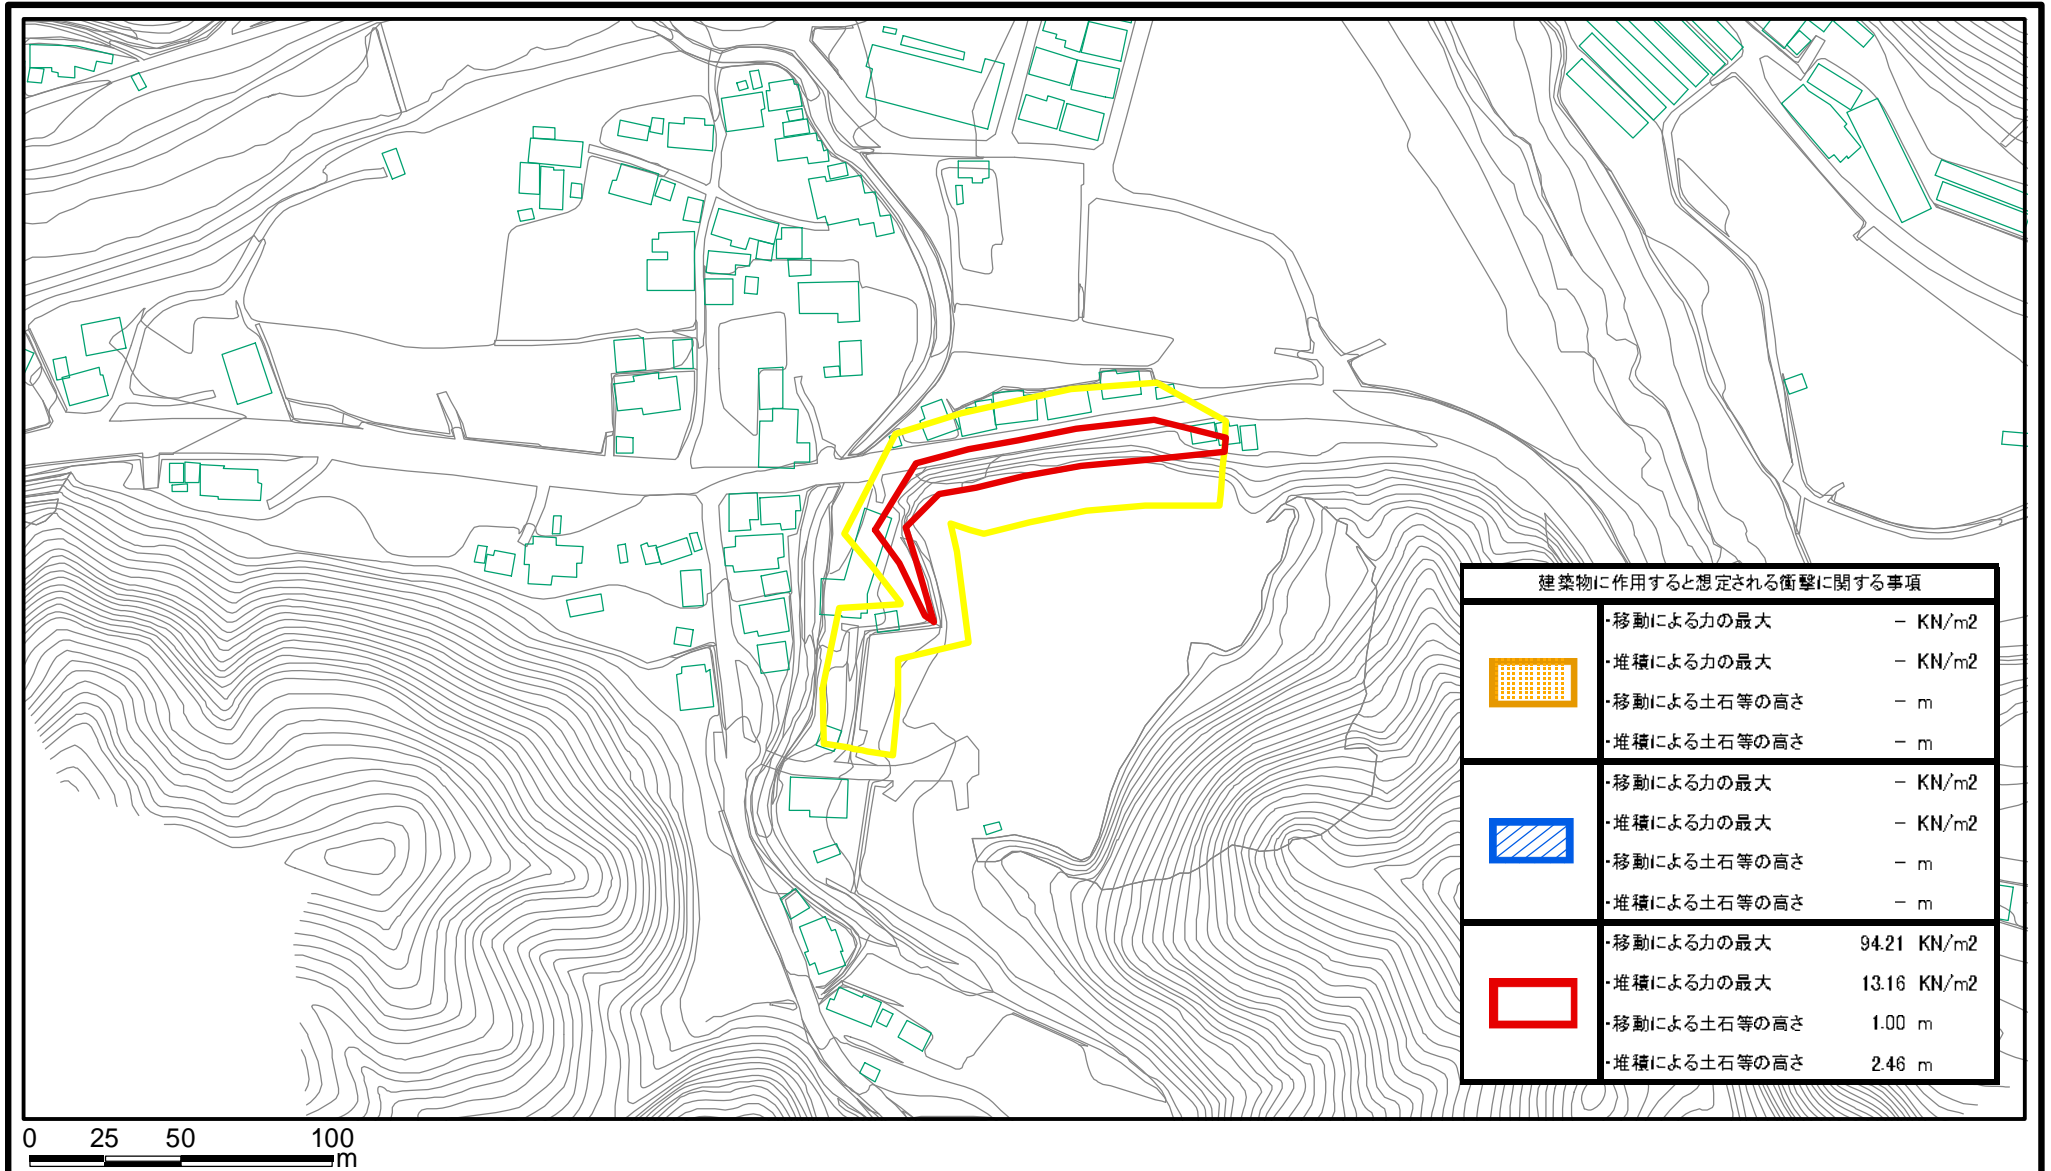 建築物に作用すると想定される衝撃に関する事項
・移動による力の最大 － KN/m2
・堆積による力の最大 － KN/m2
・移動による土石等の高さ － m
・堆積による土石等の高さ － m
・移動による力の最大 － KN/m2
・堆積による力の最大 － KN/m2
・移動による土石等の高さ － m
・堆積による土石等の高さ － m
・移動による力の最大 94.21 KN/m2
・堆積による力の最大 13.16 KN/m2
・移動による土石等の高さ 1.00 m
・堆積による土石等の高さ 2.46 m
0 25 50 100
m